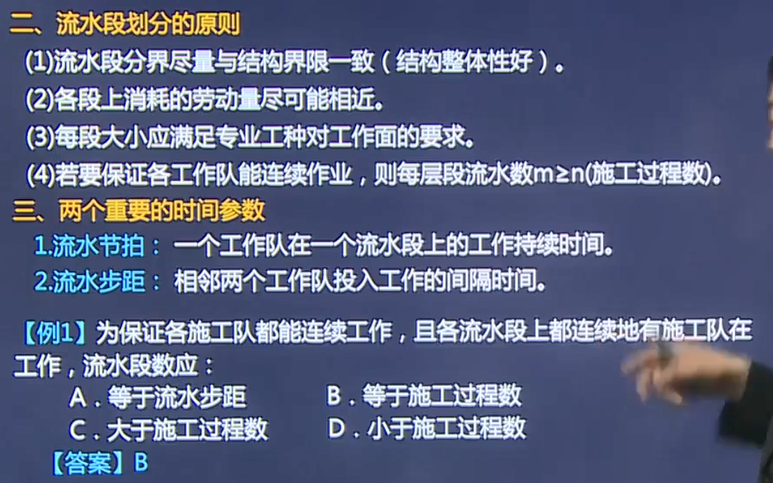 二、流水段划分的原则
(1)流水段分界尽量与结构界限一致（结构整体性好）。
(2)各段上消耗的劳动量尽可能相近。
(3)每段大小应满足专业工种对工作面的要求。
(4)若要保证各工作队能连续作业，则每层段流水数m≥n(施工过程数)。
三、两个重要的时间参数
1.流水节拍： 一个工作队在一个流水段上的工作持续时间。
2.流水步距： 相邻两个工作队投入工作的间隔时间。
【例1】为保证各施工队都能连续工作，且各流水段上都连续地有施工队在
工作，流水段数应：
A．等于流水步距 B．等于施工过程数
C．大于施工过程数 D．小于施工过程数
【答案】B